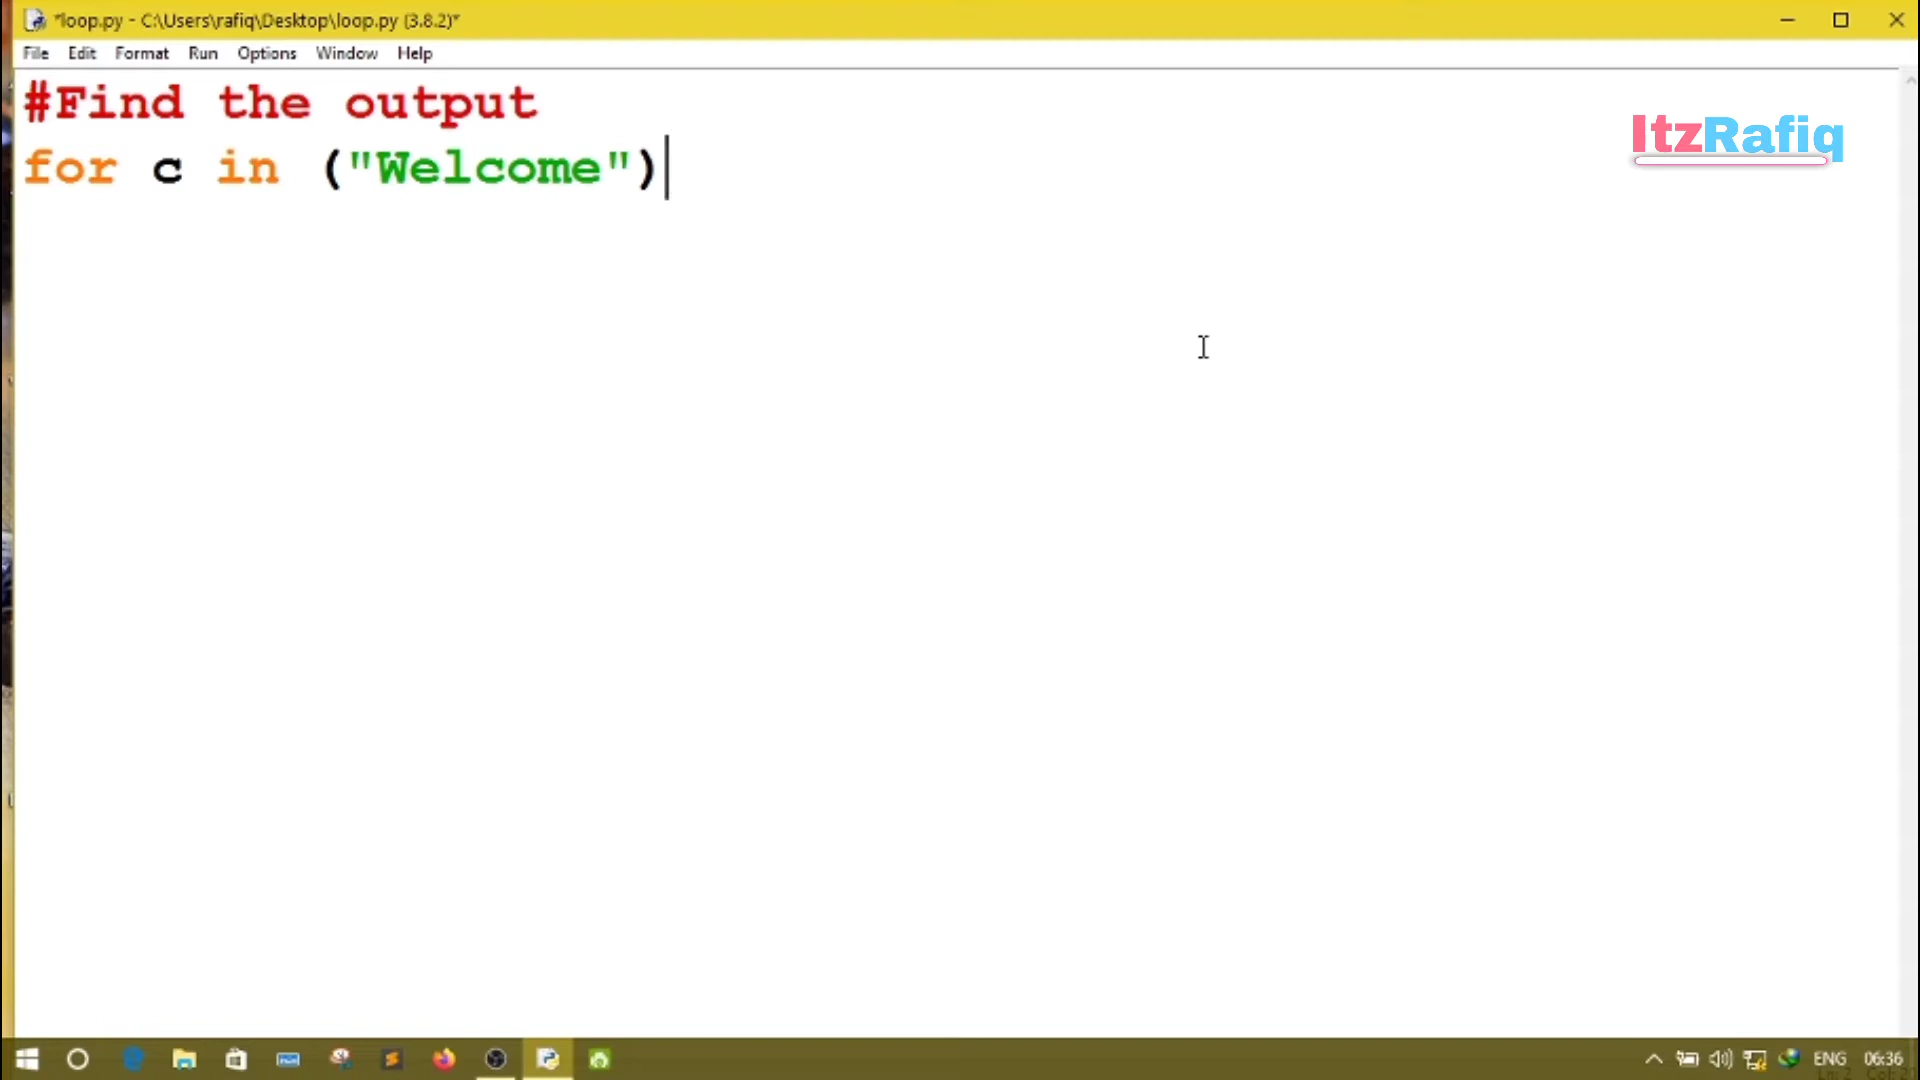 *loop.py - C:\Users\rafiq\Desktop\loop.py (3.8.2)*
File Edit Format Run Options Window Help
#Find the output
for c in ("Welcome")
ItzRafiq
ENG 06:36